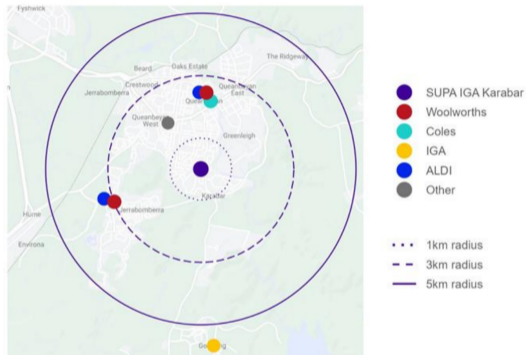 Fyshwick
The Ridgeway
Oaks Estate
Beard
Crestwood
Jerrabomberra
Queanbeyan
East
Queanbeyan
West
Greenleigh
Karabar
Jerrabomberra
Hume
Environa
SUPA IGA Karabar
Woolworths
Coles
IGA
ALDI
Other
1km radius
3km radius
5km radius